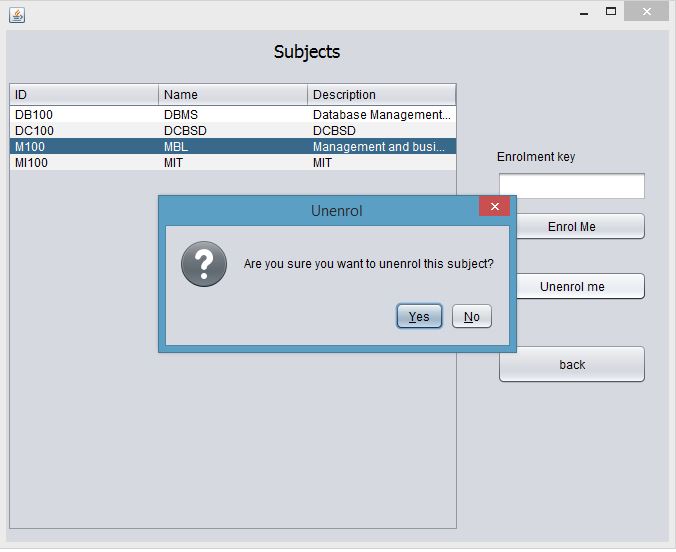 Subjects
ID Name Description
DB100 DBMS Database Management...
DC100 DCBSD DCBSD
M100 MBL Management and busi...
MI100 MIT MIT
Enrolment key
Enrol Me
Unenrol me
back
Unenrol
Are you sure you want to unenrol this subject?
Yes No